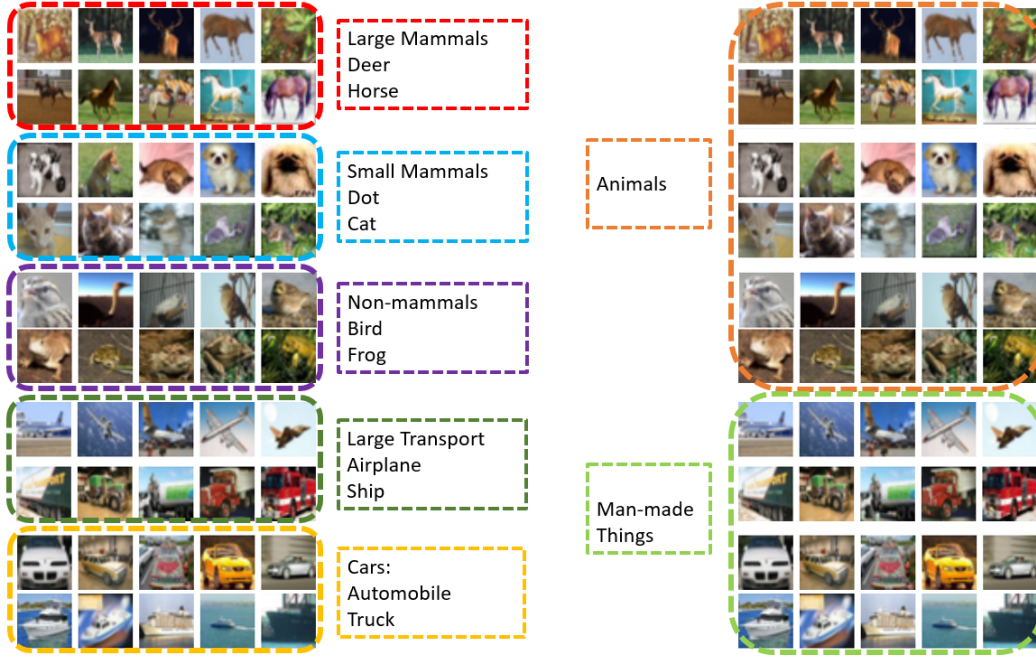 Large Mammals
Deer
Horse
Small Mammals
Dot
Cat
Animals
Non-mammals
Bird
Frog
Large Transport
Airplane
Ship
Man-made
Things
Cars:
Automobile
Truck